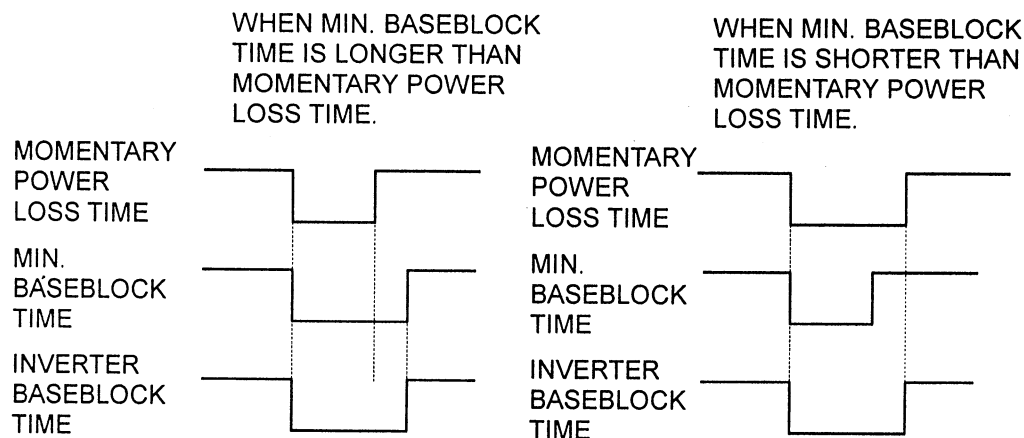 WHEN MIN. BASEBLOCK
TIME IS LONGER THAN
MOMENTARY POWER
LOSS TIME.
MOMENTARY
POWER
LOSS TIME
MIN.
BASEBLOCK
TIME
INVERTER
BASEBLOCK
TIME
WHEN MIN. BASEBLOCK
TIME IS SHORTER THAN
MOMENTARY POWER
LOSS TIME.
MOMENTARY
POWER
LOSS TIME
MIN.
BASEBLOCK
TIME
INVERTER
BASEBLOCK
TIME